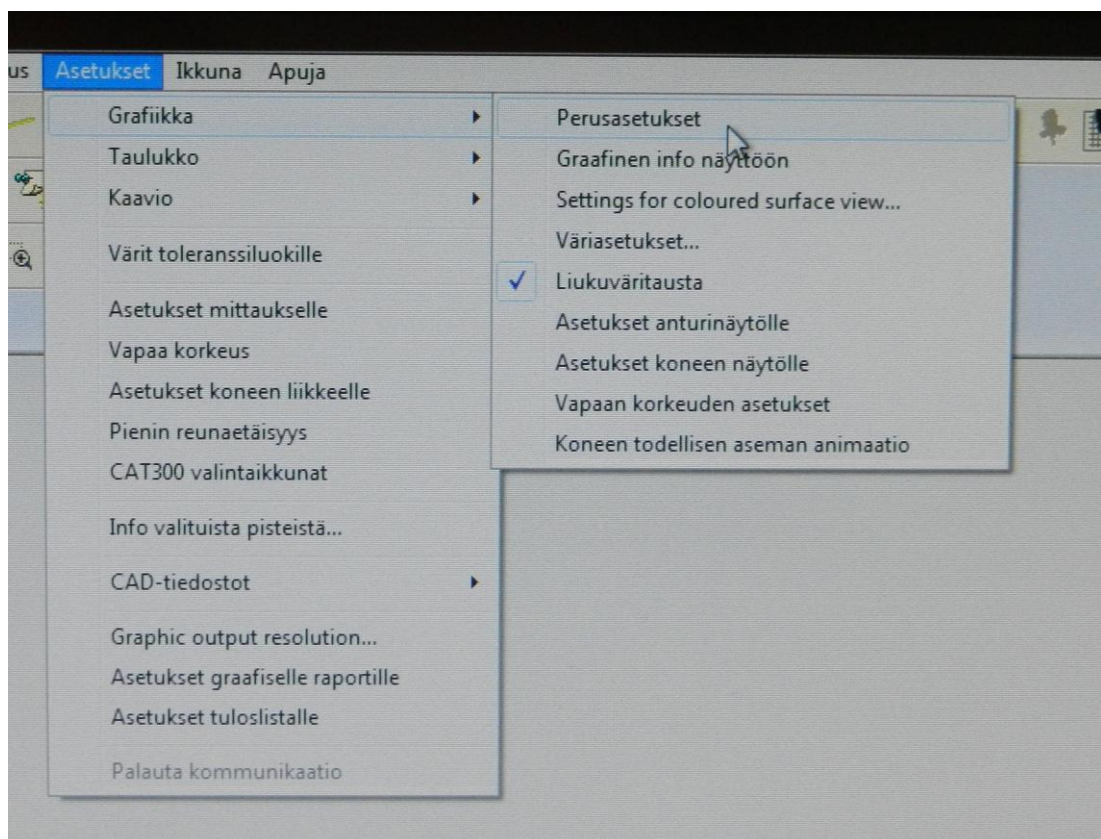 us Asetukset Ikkuna Apuja
Grafiikka
Taulukko
Kaavio
Värit toleranssiluokille
Asetukset mittaukselle
Vapaa korkeus
Asetukset koneen liikkeelle
Pienin reunaetäisyys
CAT300 valintaikkunat
Info valituista pisteistä...
CAD-tiedostot
Graphic output resolution...
Asetukset graafiselle raportille
Asetukset tuloslistalle
Palauta kommunikaatio
Perusasetukset
Graafinen info näyttöön
Settings for coloured surface view...
Väriasetukset...
Liukuväritausta
Asetukset anturinäytölle
Asetukset koneen näytölle
Vapaan korkeuden asetukset
Koneen todellisen aseman animaatio